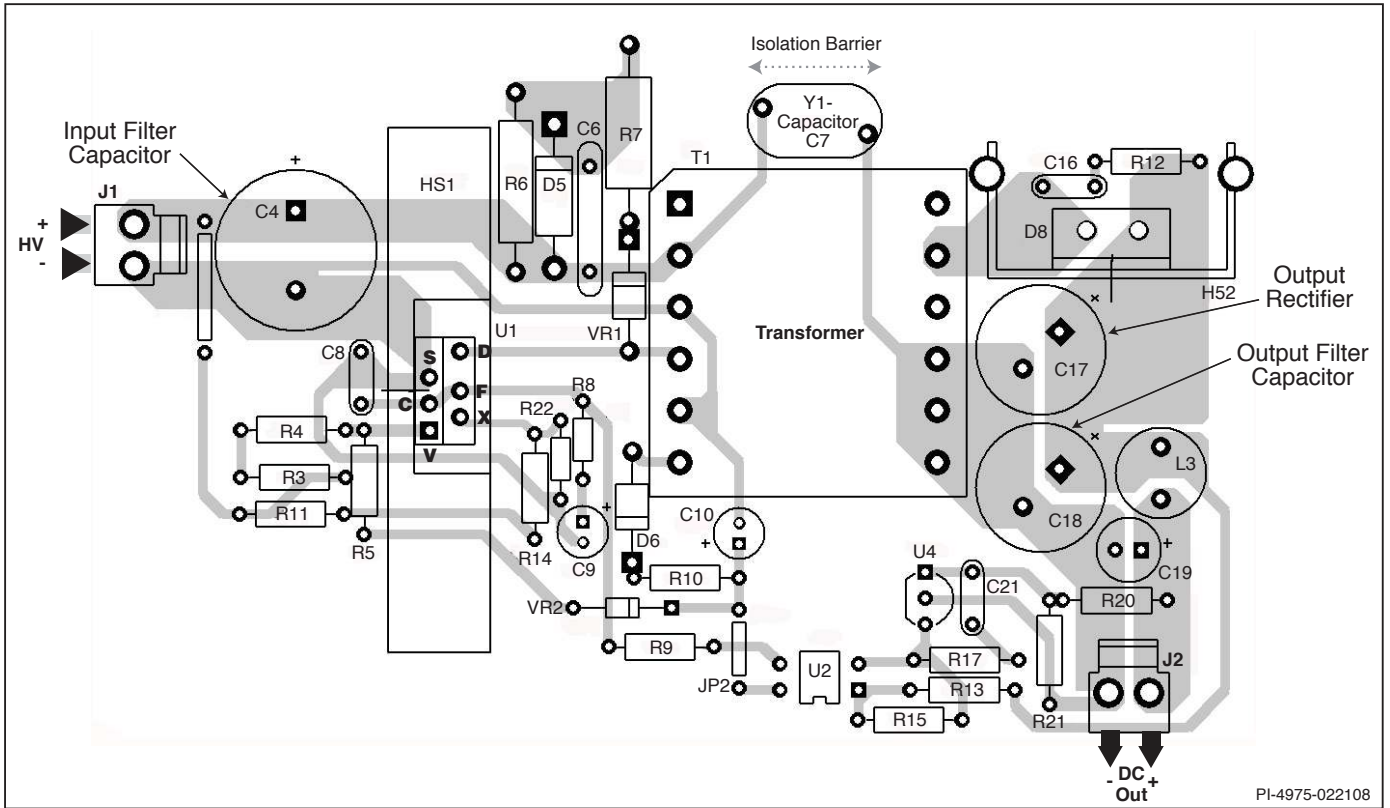 Isolation Barrier
Y1-
Capacitor
C7
Input Filter
Capacitor
+
J1
C4
HS1
R6
D5
C6
R7
T1
C16
R12
D8
+
HV
-
H52
Output
Rectifier
U1
VR1
Transformer
C8
S
D
C17
Output Filter
Capacitor
C
F
X
V
R8
R22
R4
R3
R11
R5
R14
+
C9
D6
C10
+
L3
C18
+
C19
U4
C21
R10
R20
VR2
R9
JP2
U2
R17
R13
R15
R21
J2
- DC +
Out
PI-4975-022108